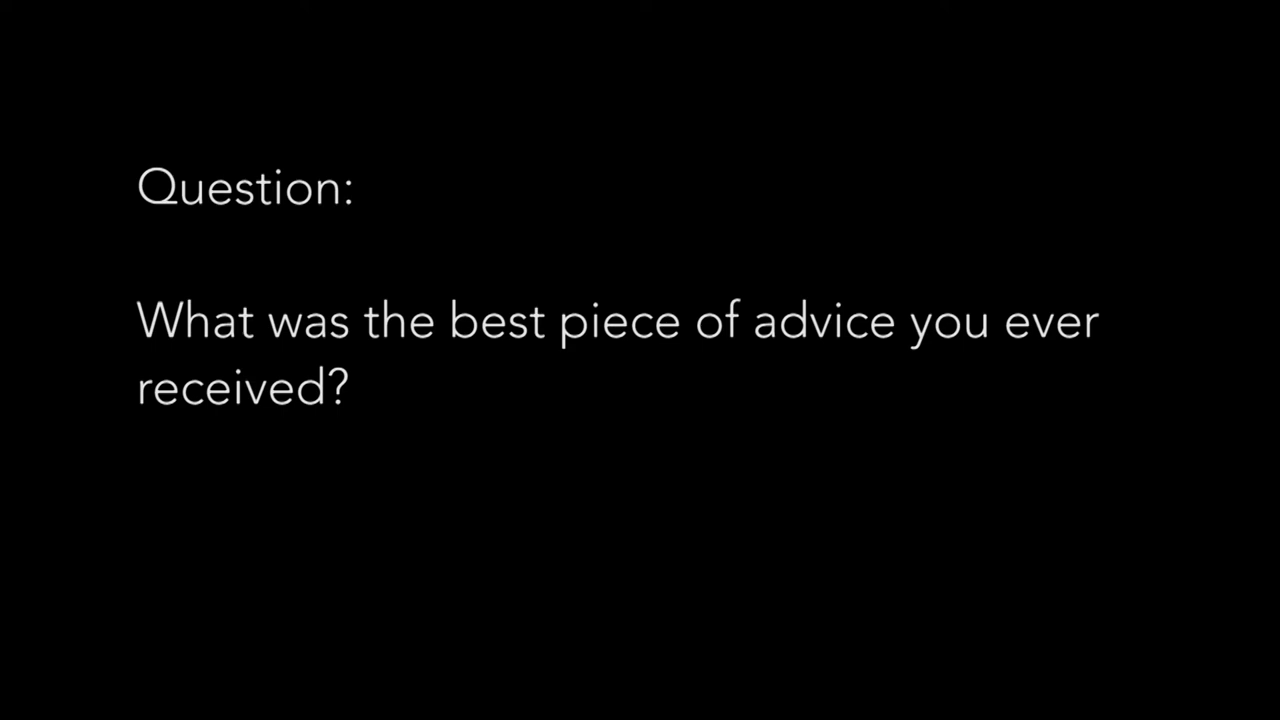 Question:
What was the best piece of advice you ever
received?